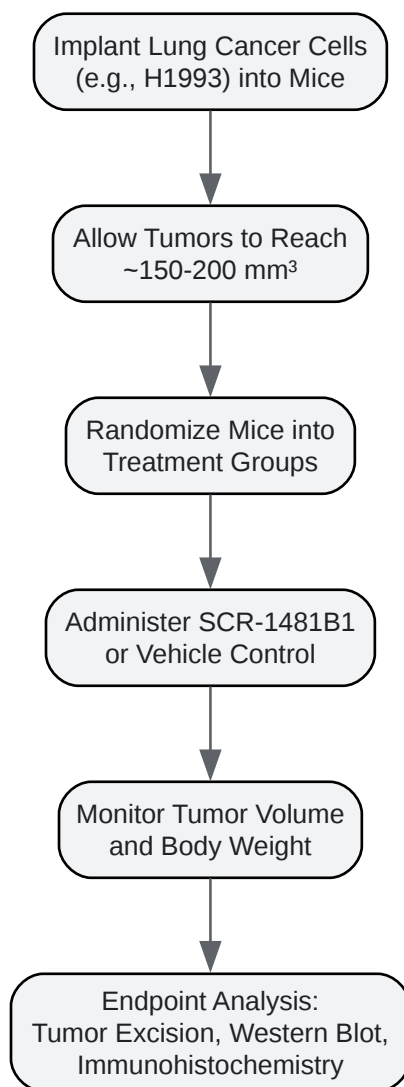 Implant Lung Cancer Cells
(e.g., H1993) into Mice
Allow Tumors to Reach
~150-200 mm³
Randomize Mice into
Treatment Groups
Administer SCR-1481B1
or Vehicle Control
Monitor Tumor Volume
and Body Weight
Endpoint Analysis:
Tumor Excision, Western Blot,
Immunohistochemistry